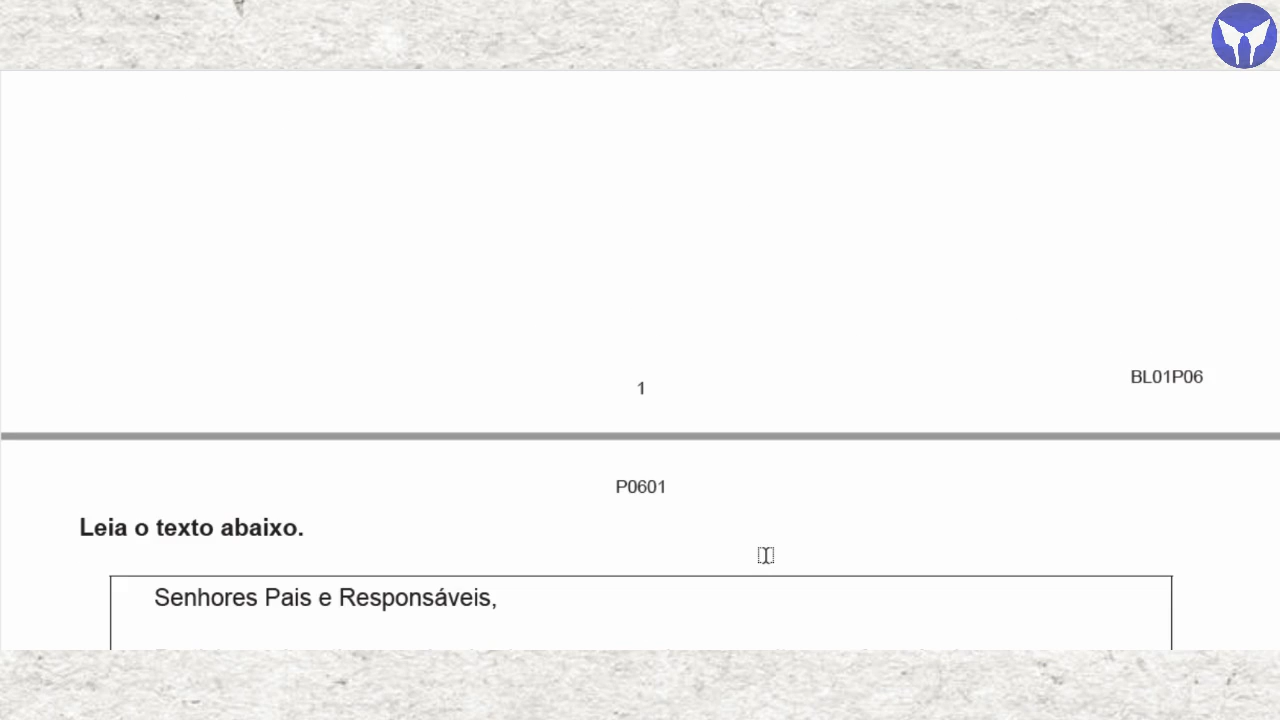 BL01P06
1
P0601
Leia o texto abaixo.
Senhores Pais e Responsáveis,